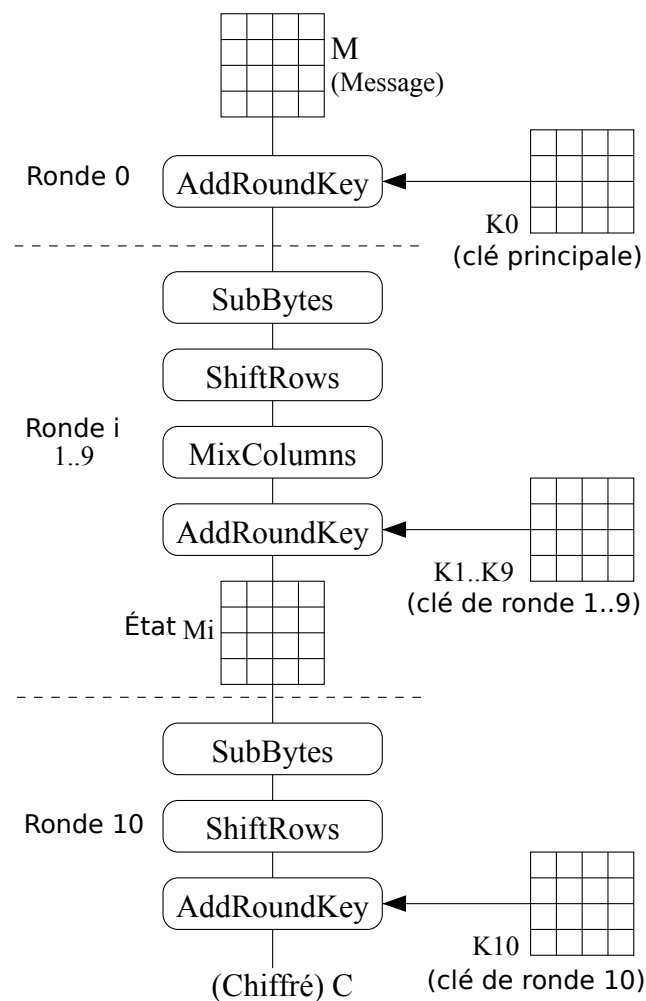 M
(Message)
Ronde 0
AddRoundKey
K0
(clé principale)
SubBytes
ShiftRows
Ronde i
1..9
MixColumns
AddRoundKey
K1..K9
(clé de ronde 1..9)
État Mi
SubBytes
Ronde 10
ShiftRows
AddRoundKey
K10
(clé de ronde 10)
(Chiffré) C